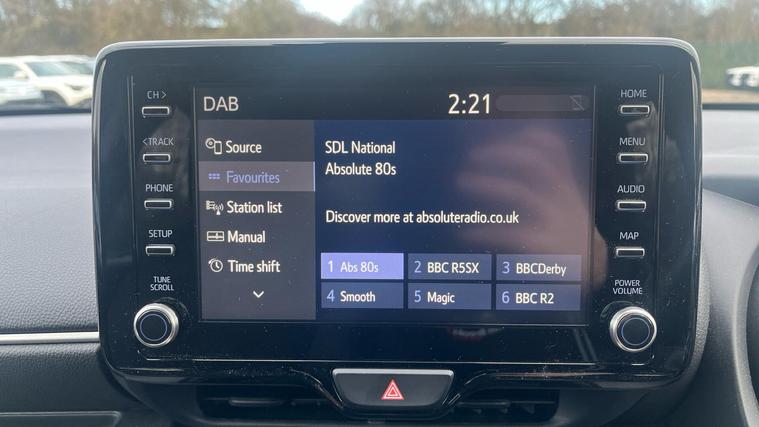 CH >
< TRACK
PHONE
SETUP
TUNE
SCROLL
DAB
2:21
Source
Favourites
Station list
Manual
Time shift
SDL National
Absolute 80s
Discover more at absoluteradio.co.uk
1 Abs 80s
2 BBC R5SX
3 BBCDerby
4 Smooth
5 Magic
6 BBC R2
HOME
MENU
AUDIO
MAP
POWER
VOLUME